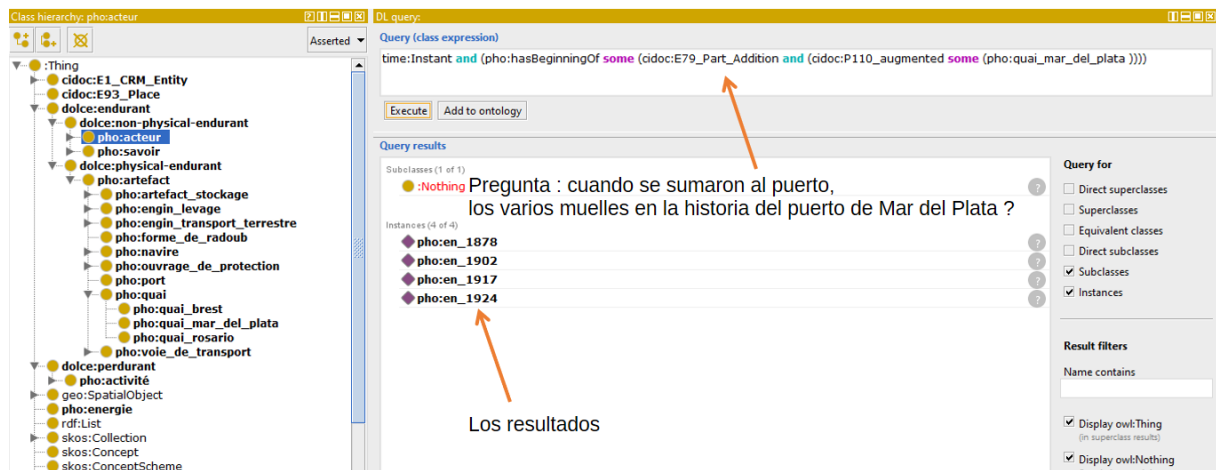 Class hierarchy: pho:acteur
Asserted
:Thing
cidoc:E1_CRM_Entity
cidoc:E93_Place
dolce:endurant
dolce:non-physical-endurant
pho:acteur
pho:savoir
dolce:physical-endurant
pho:artefact
pho:artefact_stockage
pho:engin_levage
pho:engin_transport_terrestre
pho:forme_de_radoub
pho:navire
pho:ouvrage_de_protection
pho:port
pho:quai
pho:quai_brest
pho:quai_mar_del_plata
pho:quai_rosario
pho:voie_de_transport
dolce:perdurant
pho:activité
geo:SpatialObject
pho:energie
rdf:List
skos:Collection
skos:Concept
skos:ConceptScheme
DL query:
Query (class expression)
time:Instant and (pho:hasBeginningOf some (cidoc:E79_Part_Addition and (cidoc:P110_augmented some (pho:quai_mar_del_plata ))))
Execute Add to ontology
Query results
Subclasses (1 of 1)
:Nothing
Pregunta : cuando se sumaron al puerto,
los varios muelles en la historia del puerto de Mar del Plata ?
Instances (4 of 4)
pho:en_1878
pho:en_1902
pho:en_1917
pho:en_1924
Los resultados
Query for
Direct superclasses
Superclasses
Equivalent classes
Direct subclasses
Subclasses
Instances
Result filters
Name contains
Display owl:Thing
(in superclass results)
Display owl:Nothing